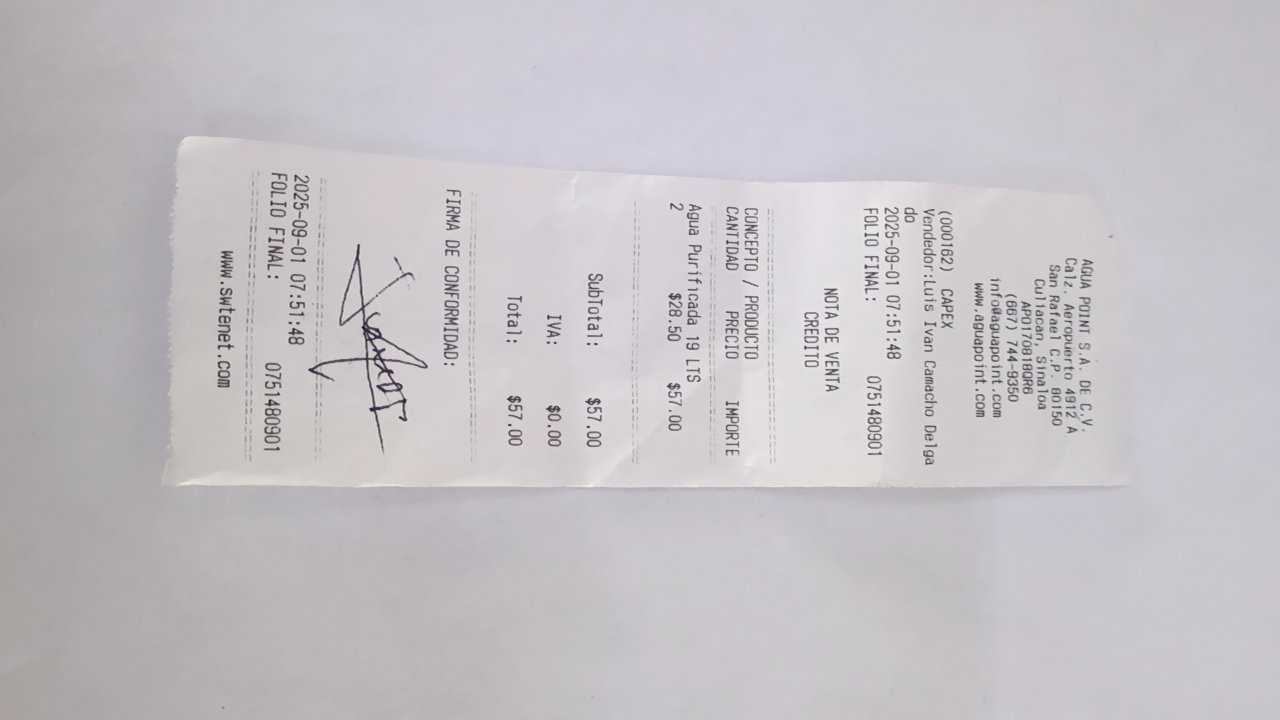 AGUA POINT S.A. DE C.V.
Calz. Aeropuerto 4912 A
San Rafael C.P. 80150
Culiacan, Sinaloa
APO170818QR6
(667) 744-9350
info@aguapoint.com
www.aguapoint.com
(000162) CAPEX
Vendedor:Luis Ivan Camacho Delga
do
2025-09-01 07:51:48
FOLIO FINAL: 0751480901
NOTA DE VENTA
CREDITO
CONCEPTO / PRODUCTO
CANTIDAD PRECIO IMPORTE
Agua Purificada 19 LTS
2 $28.50 $57.00
SubTotal: $57.00
IVA: $0.00
Total: $57.00
FIRMA DE CONFORMIDAD:
2025-09-01 07:51:48
FOLIO FINAL: 0751480901
www.swtenet.com